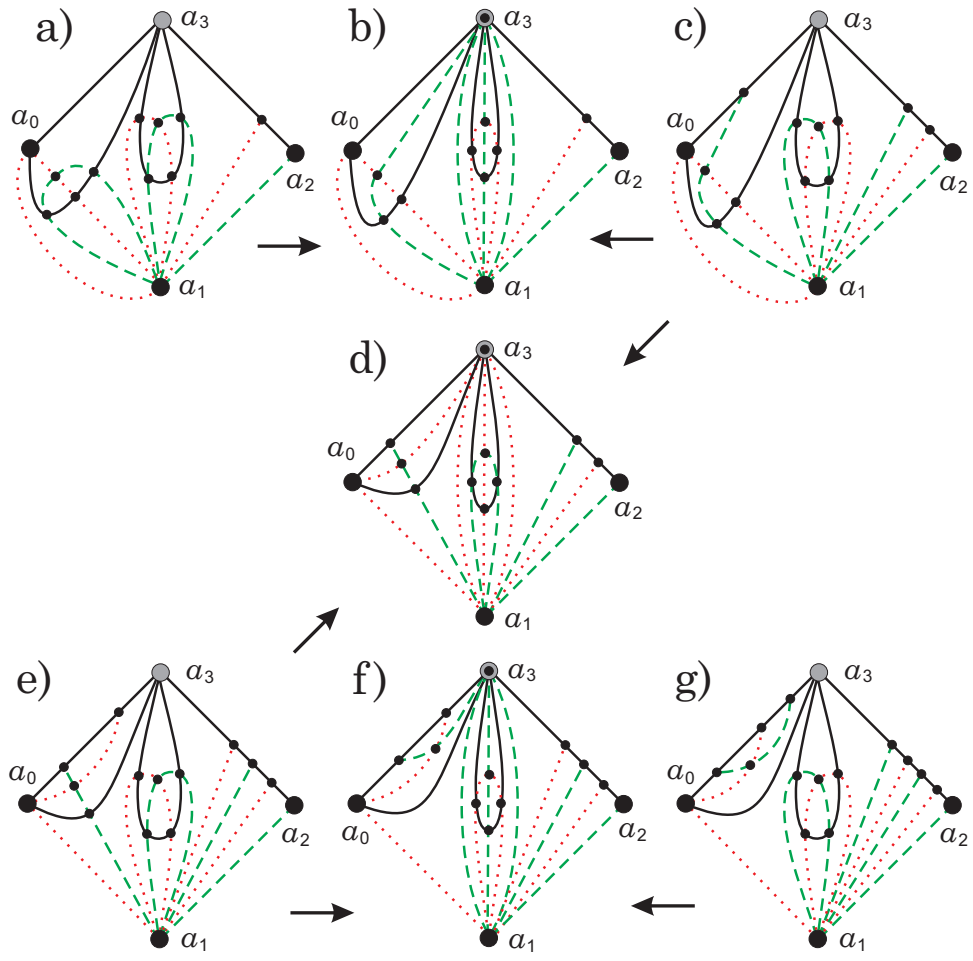 a) a₃ b) a₃ c) a₃
a₀ a₀ a₀
a₂ a₂ a₂
a₁ a₁ a₁
d) a₃
a₀
a₂
a₁
e) a₃ f) a₃ g) a₃
a₀ a₀ a₀
a₂ a₂ a₂
a₁ a₁ a₁